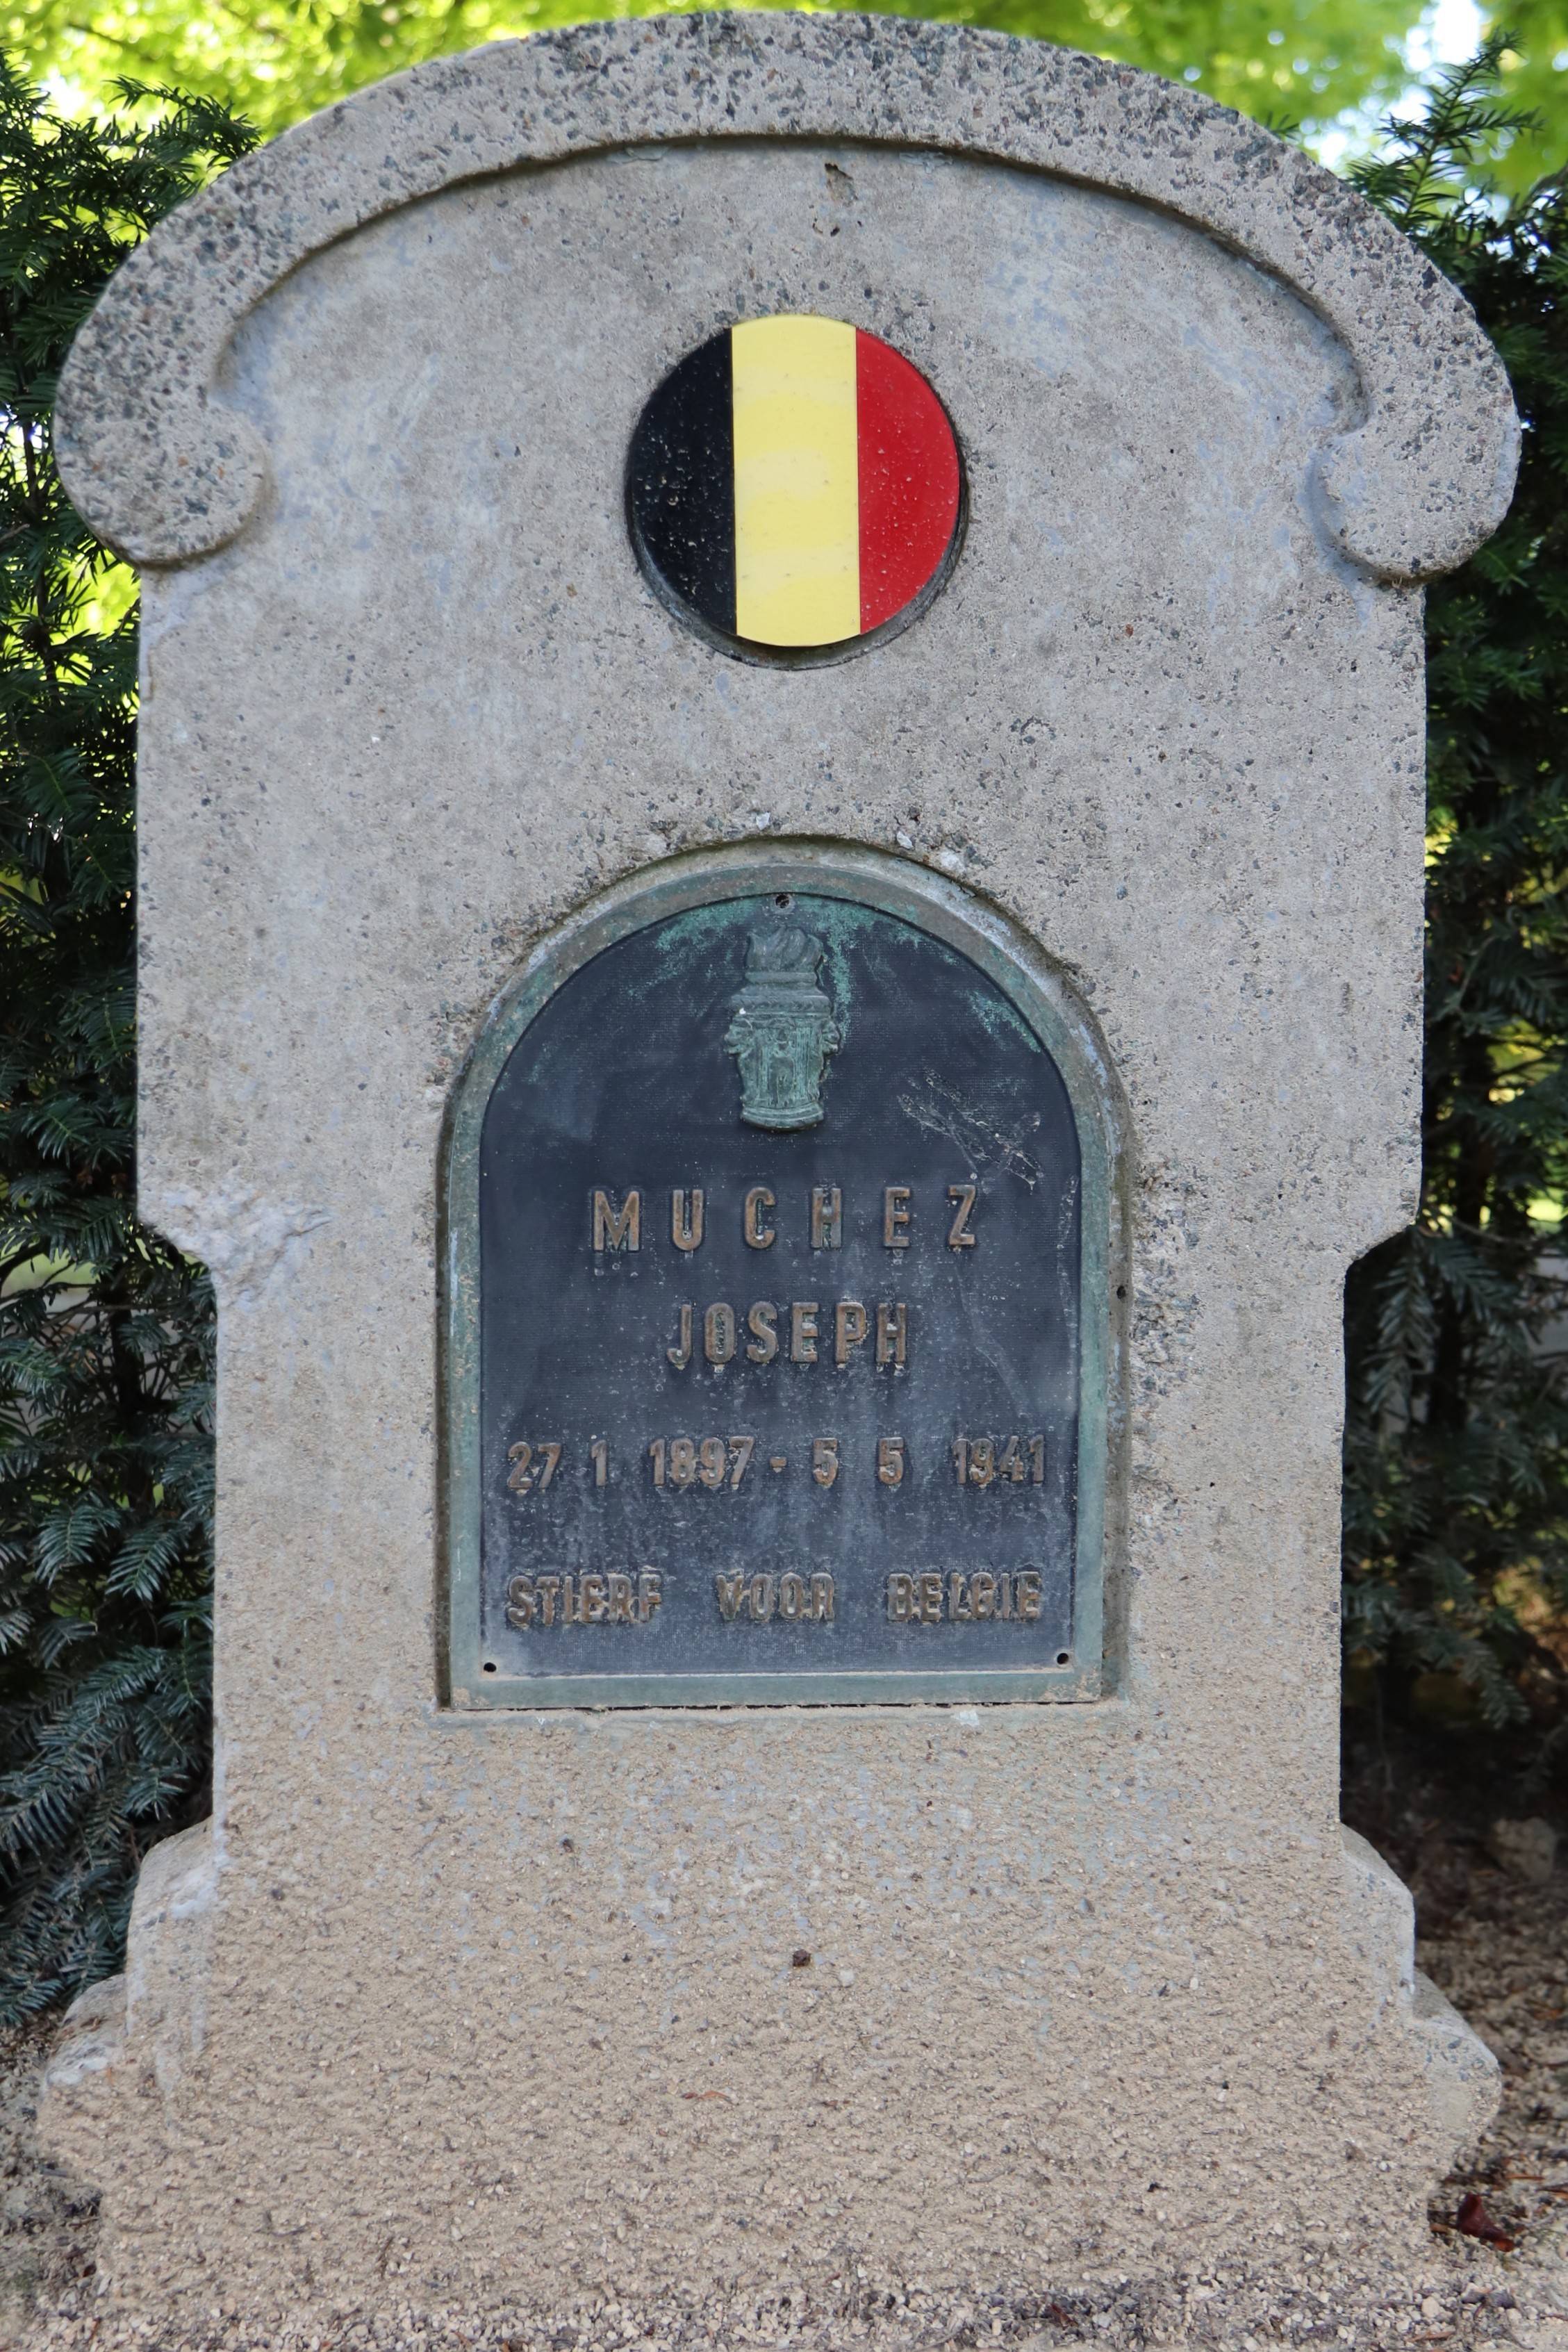 MUCHEZ
JOSEPH
27 1 1897 - 5 5 1941
STIERF VOOR BELGIE